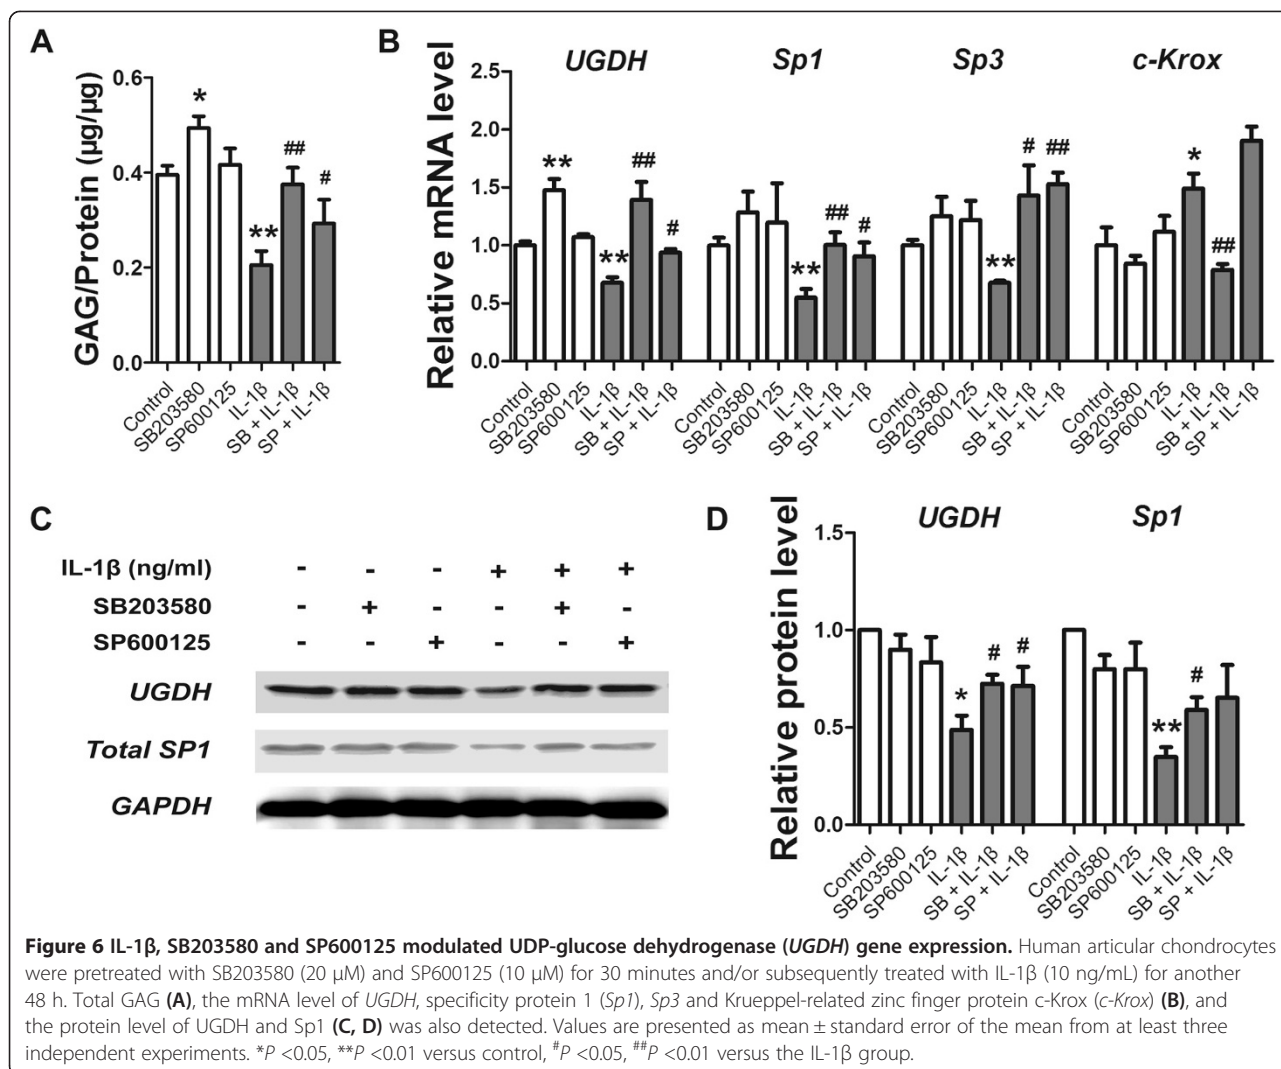 A
GAG/Protein (µg/µg)
0.6
0.4
0.2
0.0
*
**
##
#
Control
SB203580
SP600125
IL-1β
SB + IL-1β
SP + IL-1β
B
UGDH Sp1 Sp3 c-Krox
Relative mRNA level
2.5
2.0
1.5
1.0
0.5
0.0
**
**
##
#
**
##
#
**
#
##
*
##
Control
SB203580
SP600125
IL-1β
SB + IL-1β
SP + IL-1β
Control
SB203580
SP600125
IL-1β
SB + IL-1β
SP + IL-1β
Control
SB203580
SP600125
IL-1β
SB + IL-1β
SP + IL-1β
Control
SB203580
SP600125
IL-1β
SB + IL-1β
SP + IL-1β
C
IL-1β (ng/ml) - - - + + +
SB203580 - + - - + -
SP600125 - - + - - +
UGDH
Total SP1
GAPDH
D
UGDH Sp1
Relative protein level
1.5
1.0
0.5
0.0
*
#
#
**
#
Control
SB203580
SP600125
IL-1β
SB + IL-1β
SP + IL-1β
Control
SB203580
SP600125
IL-1β
SB + IL-1β
SP + IL-1β
Figure 6 IL-1β, SB203580 and SP600125 modulated UDP-glucose dehydrogenase (UGDH) gene expression. Human articular chondrocytes
were pretreated with SB203580 (20 µM) and SP600125 (10 µM) for 30 minutes and/or subsequently treated with IL-1β (10 ng/mL) for another
48 h. Total GAG (A), the mRNA level of UGDH, specificity protein 1 (Sp1), Sp3 and Krueppel-related zinc finger protein c-Krox (c-Krox) (B), and
the protein level of UGDH and Sp1 (C, D) was also detected. Values are presented as mean ± standard error of the mean from at least three
independent experiments. *P <0.05, **P <0.01 versus control, #P <0.05, ##P <0.01 versus the IL-1β group.